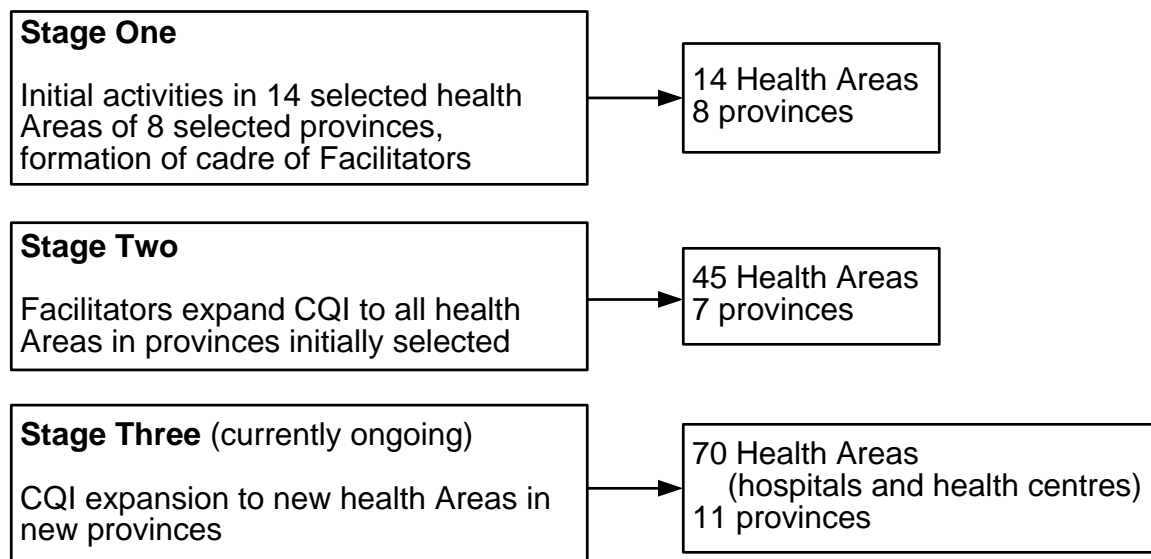 Stage One
Initial activities in 14 selected health
Areas of 8 selected provinces,
formation of cadre of Facilitators
14 Health Areas
8 provinces
Stage Two
Facilitators expand CQI to all health
Areas in provinces initially selected
45 Health Areas
7 provinces
Stage Three (currently ongoing)
CQI expansion to new health Areas in
new provinces
70 Health Areas
(hospitals and health centres)
11 provinces